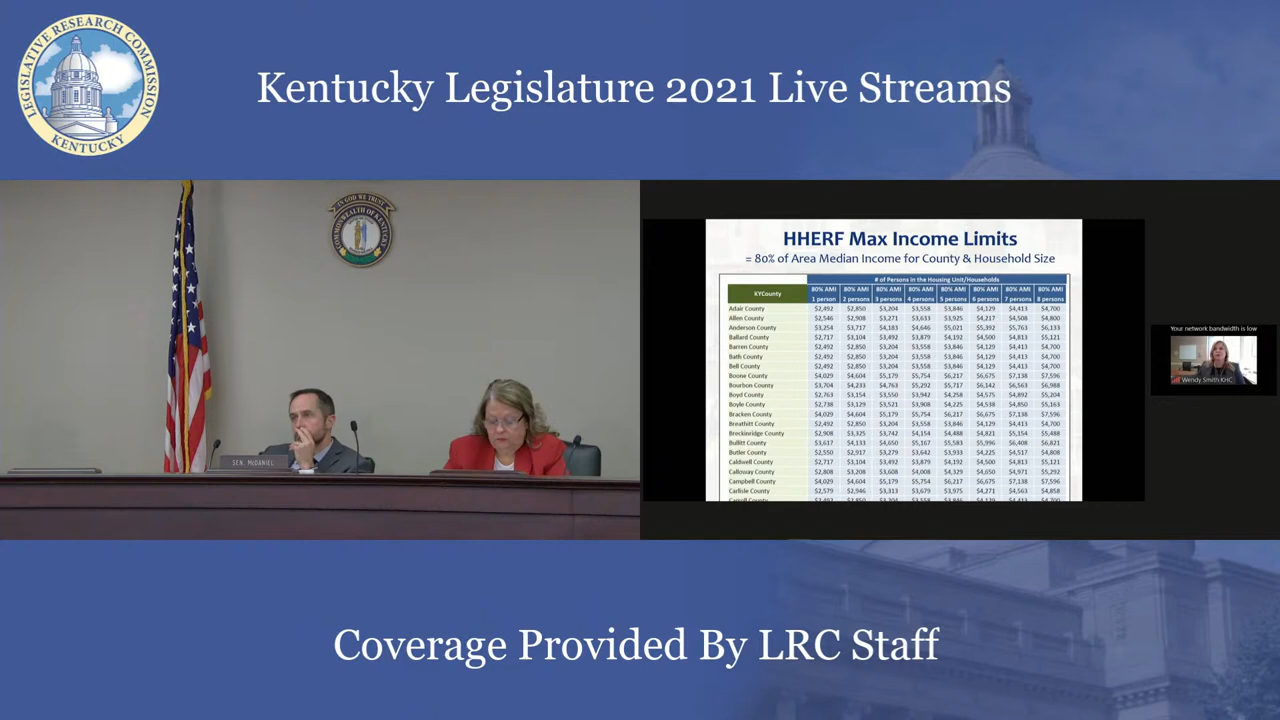 LEGISLATIVE RESEARCH COMMISSION
KENTUCKY
Kentucky Legislature 2021 Live Streams
IN GOD WE TRUST
COMMONWEALTH OF KENTUCKY
SEN. McDANIEL
HHERF Max Income Limits
= 80% of Area Median Income for County & Household Size
# of Persons in the Housing Unit/Households
KYCounty 80% AMI 80% AMI 80% AMI 80% AMI 80% AMI 80% AMI 80% AMI 80% AMI
1 person 2 persons 3 persons 4 persons 5 persons 6 persons 7 persons 8 persons
Adair County $2,492 $2,850 $3,204 $3,558 $3,846 $4,129 $4,413 $4,700
Allen County $2,546 $2,908 $3,271 $3,633 $3,925 $4,217 $4,508 $4,800
Anderson County $3,254 $3,717 $4,183 $4,646 $5,021 $5,392 $5,763 $6,133
Ballard County $2,717 $3,104 $3,492 $3,879 $4,192 $4,500 $4,813 $5,121
Barren County $2,492 $2,850 $3,204 $3,558 $3,846 $4,129 $4,413 $4,700
Bath County $2,492 $2,850 $3,204 $3,558 $3,846 $4,129 $4,413 $4,700
Bell County $2,492 $2,850 $3,204 $3,558 $3,846 $4,129 $4,413 $4,700
Boone County $4,029 $4,604 $5,179 $5,754 $6,217 $6,675 $7,138 $7,596
Bourbon County $3,704 $4,233 $4,763 $5,292 $5,717 $6,142 $6,563 $6,988
Boyd County $2,763 $3,154 $3,550 $3,942 $4,258 $4,575 $4,892 $5,204
Boyle County $2,738 $3,129 $3,521 $3,908 $4,225 $4,538 $4,850 $5,163
Bracken County $4,029 $4,604 $5,179 $5,754 $6,217 $6,675 $7,138 $7,596
Breathitt County $2,492 $2,850 $3,204 $3,558 $3,846 $4,129 $4,413 $4,700
Breckinridge County $2,908 $3,325 $3,742 $4,154 $4,488 $4,821 $5,154 $5,488
Bullitt County $3,617 $4,133 $4,650 $5,167 $5,583 $5,996 $6,408 $6,821
Butler County $2,550 $2,917 $3,279 $3,642 $3,933 $4,225 $4,517 $4,808
Caldwell County $2,717 $3,104 $3,492 $3,879 $4,192 $4,500 $4,813 $5,121
Calloway County $2,808 $3,208 $3,608 $4,008 $4,329 $4,650 $4,971 $5,292
Campbell County $4,029 $4,604 $5,179 $5,754 $6,217 $6,675 $7,138 $7,596
Carlisle County $2,579 $2,946 $3,313 $3,679 $3,975 $4,271 $4,563 $4,858
Your network bandwidth is low
Wendy Smith KHC
Coverage Provided By LRC Staff